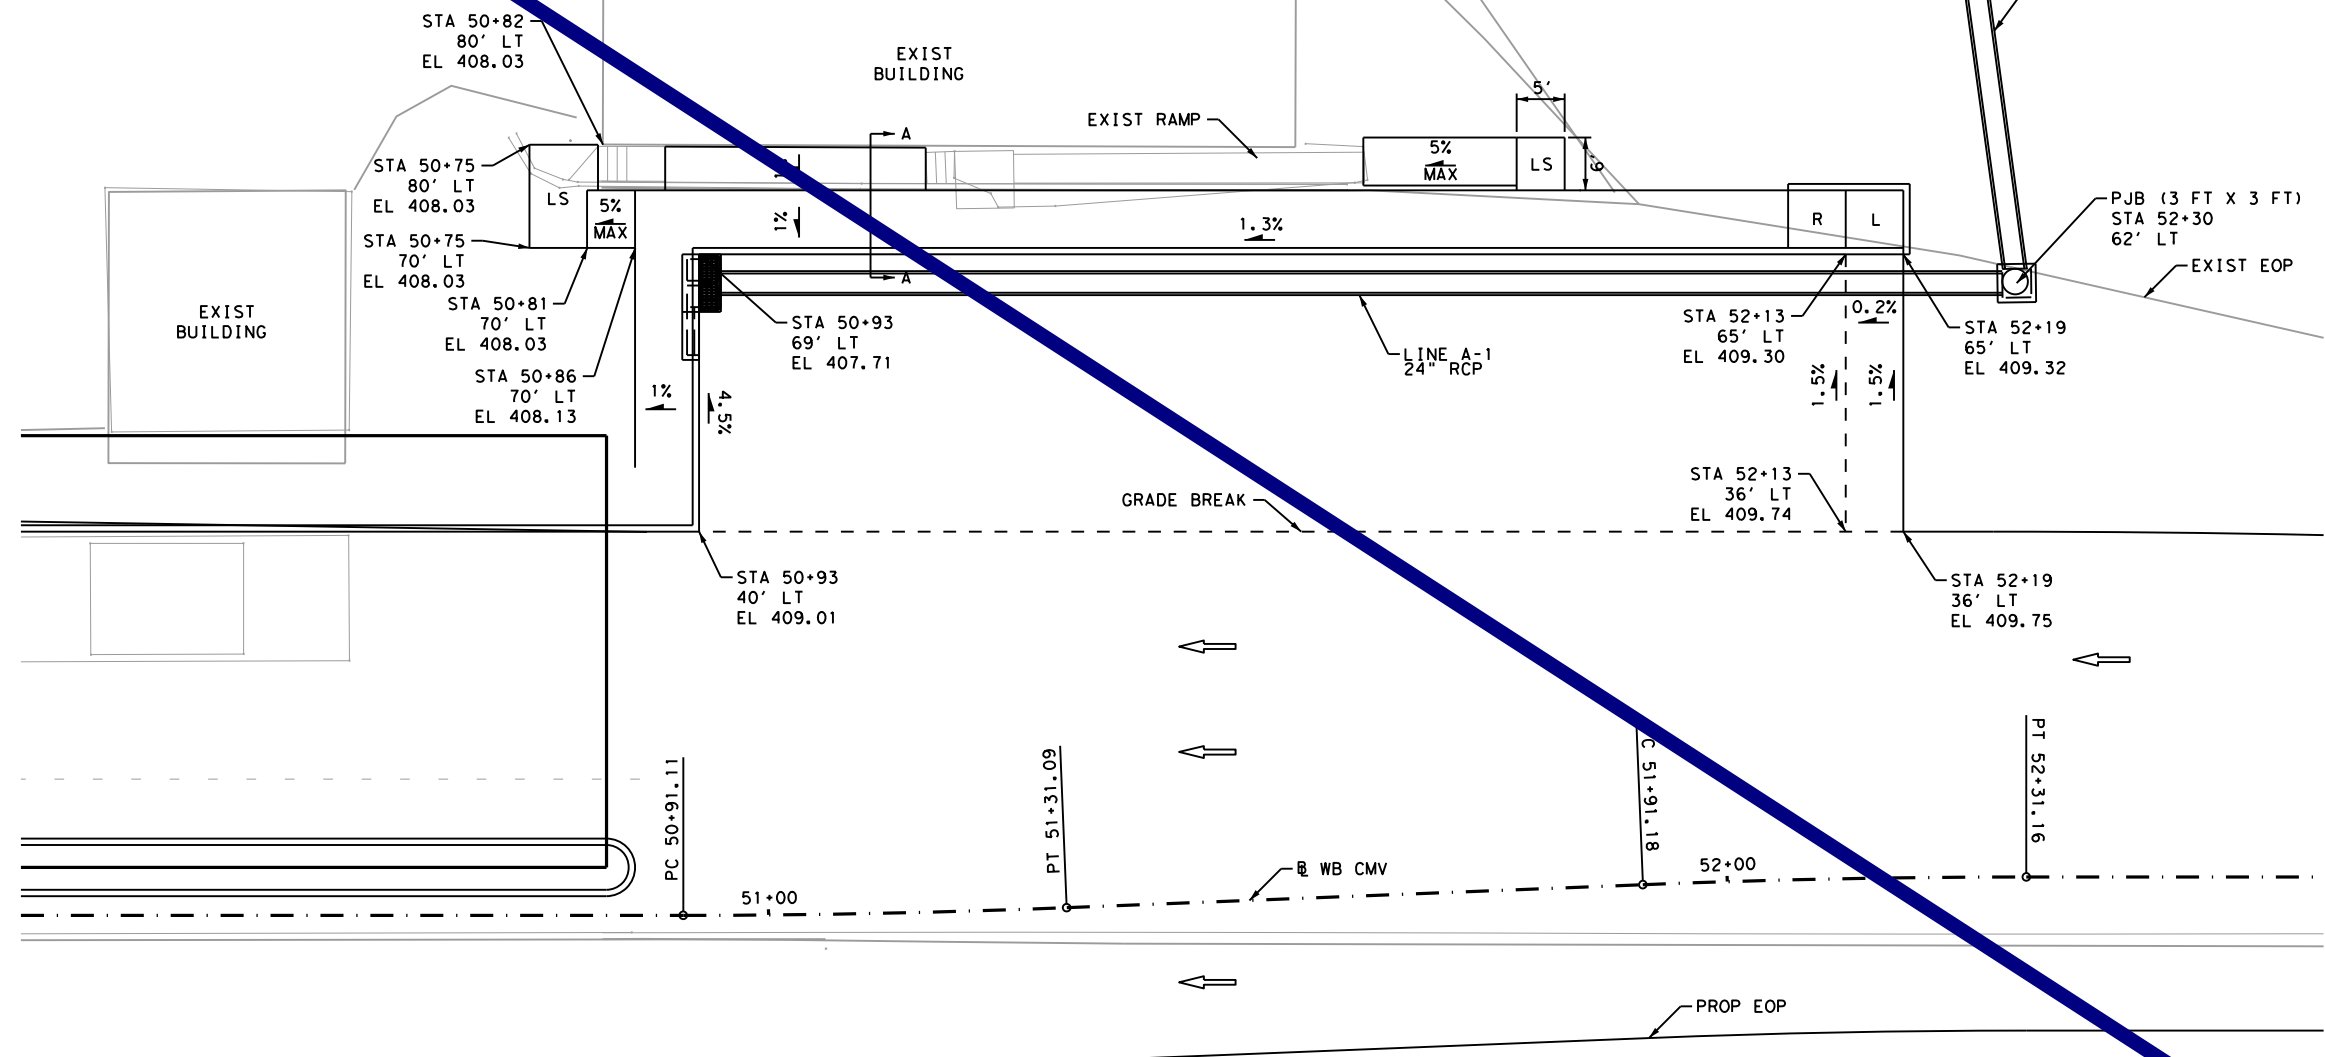 STA 50+82
80' LT
EL 408.03
EXIST
BUILDING
5'
EXIST RAMP
A
5%
MAX
LS
6'
STA 50+75
80' LT
EL 408.03
LS
5%
MAX
1%
1.3%
R
L
PJB (3 FT X 3 FT)
STA 52+30
62' LT
EXIST EOP
STA 50+75
70' LT
EL 408.03
A
STA 50+81
70' LT
EL 408.03
EXIST
BUILDING
STA 50+93
69' LT
EL 407.71
STA 52+13
65' LT
EL 409.30
0.2%
STA 52+19
65' LT
EL 409.32
LINE A-1
24" RCP
STA 50+86
70' LT
EL 408.13
1%
4.5%
1.5%
1.5%
GRADE BREAK
STA 52+13
36' LT
EL 409.74
STA 50+93
40' LT
EL 409.01
STA 52+19
36' LT
EL 409.75
PC 50+91.11
PT 51+31.09
C 51+91.18
PT 52+31.16
51+00
BL WB CMV
52+00
PROP EOP